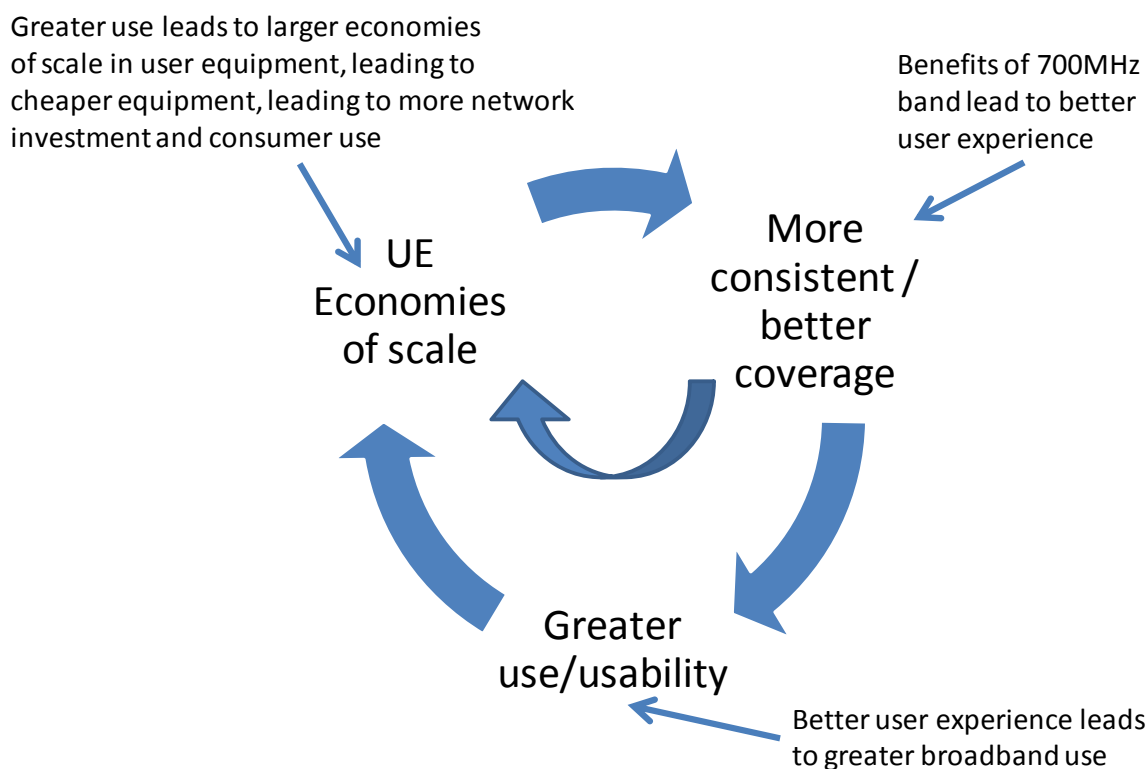 Greater use leads to larger economies
of scale in user equipment, leading to
cheaper equipment, leading to more network
investment and consumer use
Benefits of 700MHz
band lead to better
user experience
UE
Economies
of scale
More
consistent /
better
coverage
Greater
use/usability
Better user experience leads
to greater broadband use